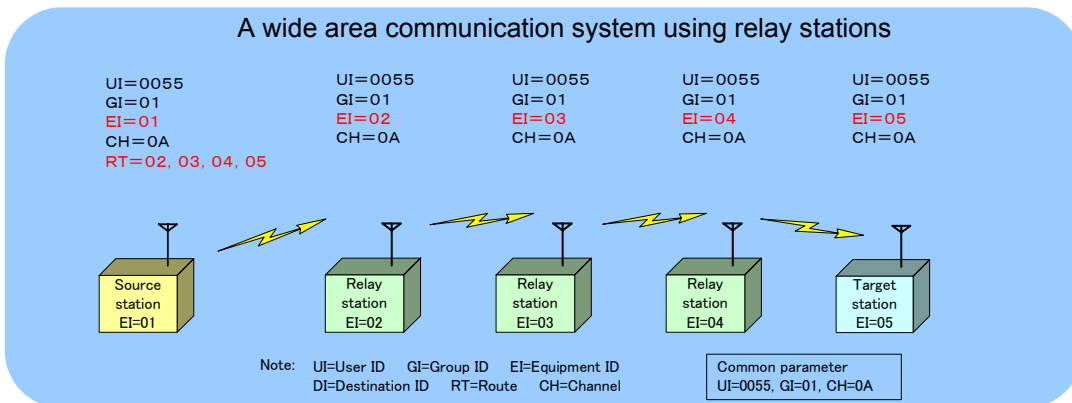 A wide area communication system using relay stations
UI=0055
GI=01
EI=01
CH=0A
RT=02, 03, 04, 05
UI=0055
GI=01
EI=02
CH=0A
UI=0055
GI=01
EI=03
CH=0A
UI=0055
GI=01
EI=04
CH=0A
UI=0055
GI=01
EI=05
CH=0A
Source
station
EI=01
Relay
station
EI=02
Relay
station
EI=03
Relay
station
EI=04
Target
station
EI=05
Note: UI=User ID GI=Group ID EI=Equipment ID
DI=Destination ID RT=Route CH=Channel
Common parameter
UI=0055, GI=01, CH=0A